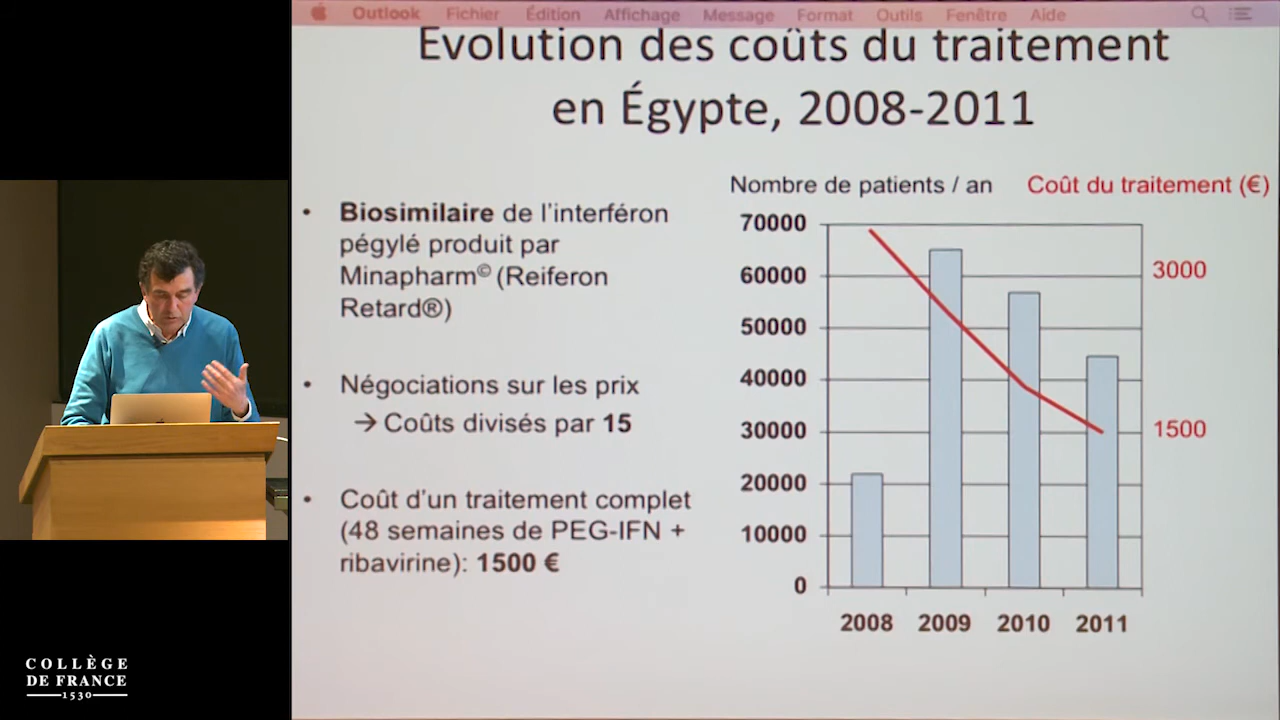 Outlook Fichier Édition Affichage Message Format Outils Fenêtre Aide
Evolution des coûts du traitement
en Égypte, 2008-2011
• Biosimilaire de l'interféron
pégylé produit par
Minapharm© (Reiferon
Retard®)
• Négociations sur les prix
→ Coûts divisés par 15
• Coût d'un traitement complet
(48 semaines de PEG-IFN +
ribavirine): 1500 €
Nombre de patients / an
Coût du traitement (€)
70000
60000
50000
40000
30000
20000
10000
0
3000
1500
2008 2009 2010 2011
COLLÈGE
DE FRANCE
1530